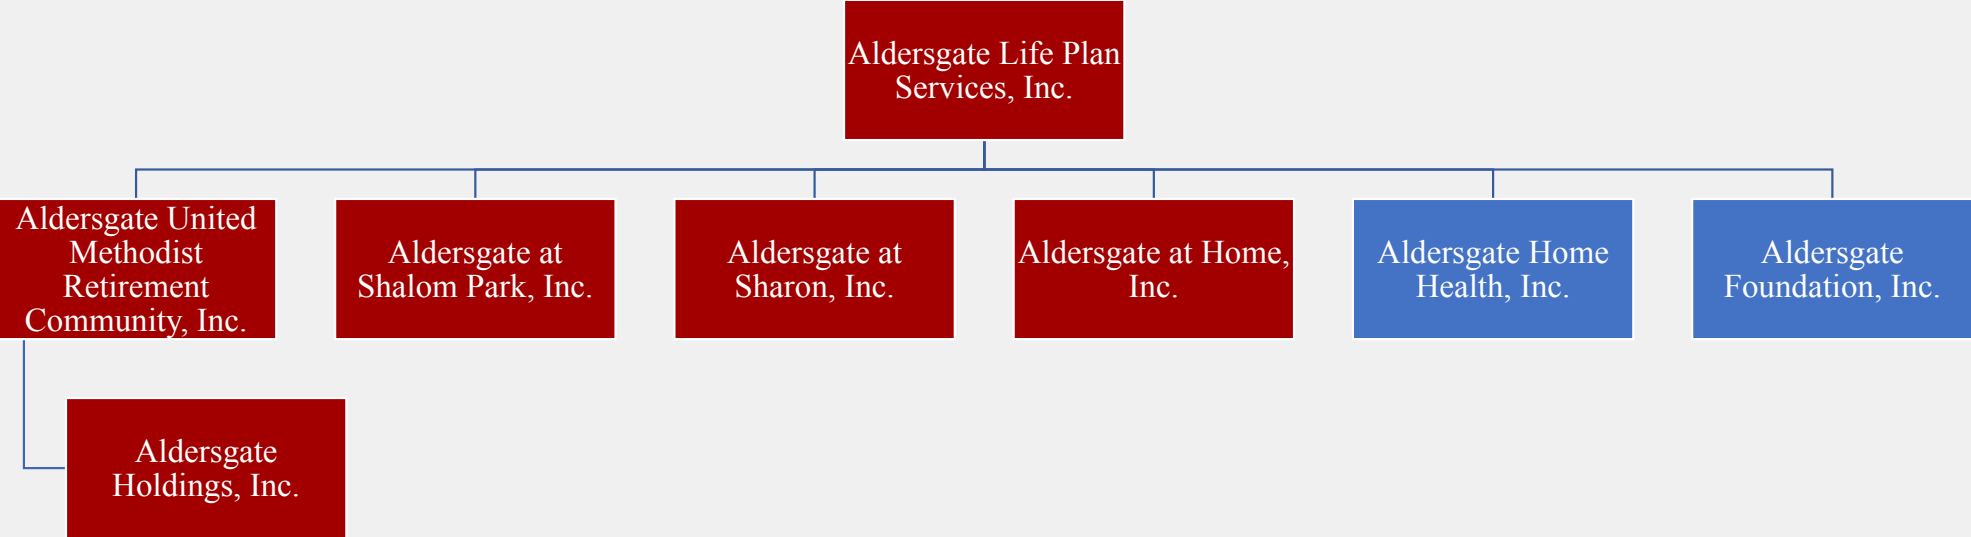 Aldersgate Life Plan
Services, Inc.
Aldersgate United
Methodist
Retirement
Community, Inc.
Aldersgate at
Shalom Park, Inc.
Aldersgate at
Sharon, Inc.
Aldersgate at Home,
Inc.
Aldersgate Home
Health, Inc.
Aldersgate
Foundation, Inc.
Aldersgate
Holdings, Inc.